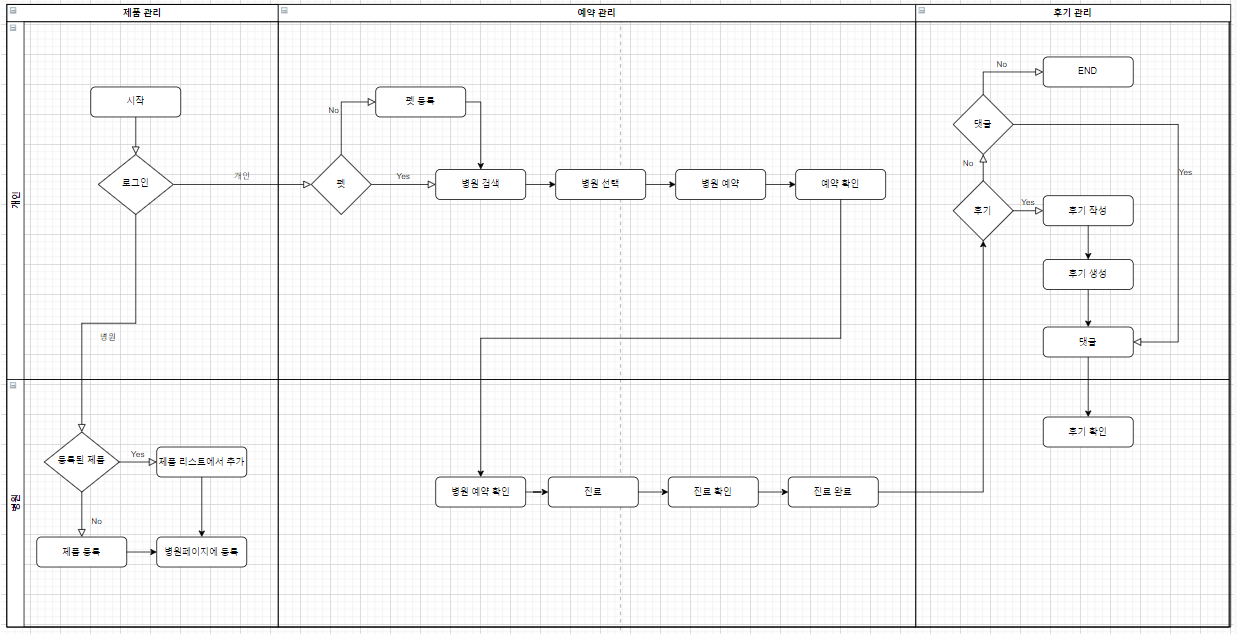 제품 관리
예약 관리
후기 관리
개인
시작
로그인
개인
병원
No
펫 등록
펫
Yes
병원 검색
병원 선택
병원 예약
예약 확인
No
END
댓글
No
Yes
후기
Yes
후기 작성
후기 생성
댓글
병원
등록된 제품
Yes
제품 리스트에서 추가
No
제품 등록
병원페이지에 등록
병원 예약 확인
진료
진료 확인
진료 완료
후기 확인